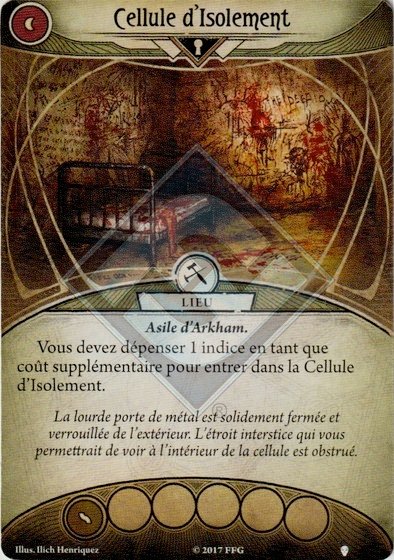 Cellule d'Isolement
LIEU
Asile d'Arkham.
Vous devez dépenser 1 indice en tant que
coût supplémentaire pour entrer dans la Cellule
d'Isolement.
La lourde porte de métal est solidement fermée et
verrouillée de l'extérieur. L'étroit interstice qui vous
permettrait de voir à l'intérieur de la cellule est obstrué.
®
Illus. Ilich Henriquez
© 2017 FFG